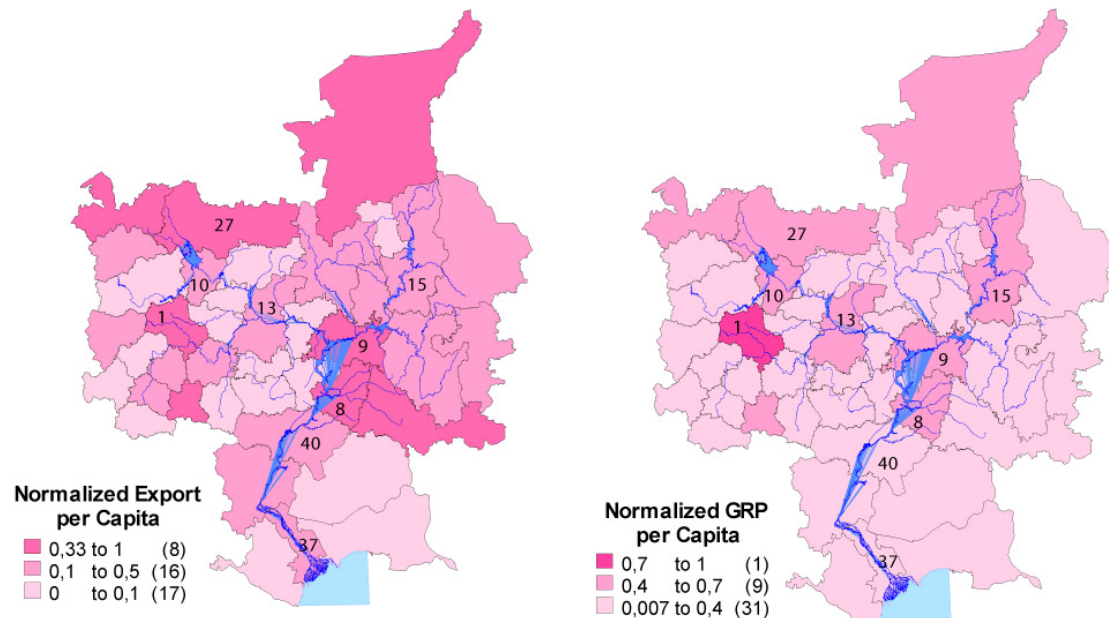 27
10
15
1
13
9
8
40
37
Normalized Export
per Capita
0,33 to 1 (8)
0,1 to 0,5 (16)
0 to 0,1 (17)
27
10
15
1
13
9
8
40
37
Normalized GRP
per Capita
0,7 to 1 (1)
0,4 to 0,7 (9)
0,007 to 0,4 (31)